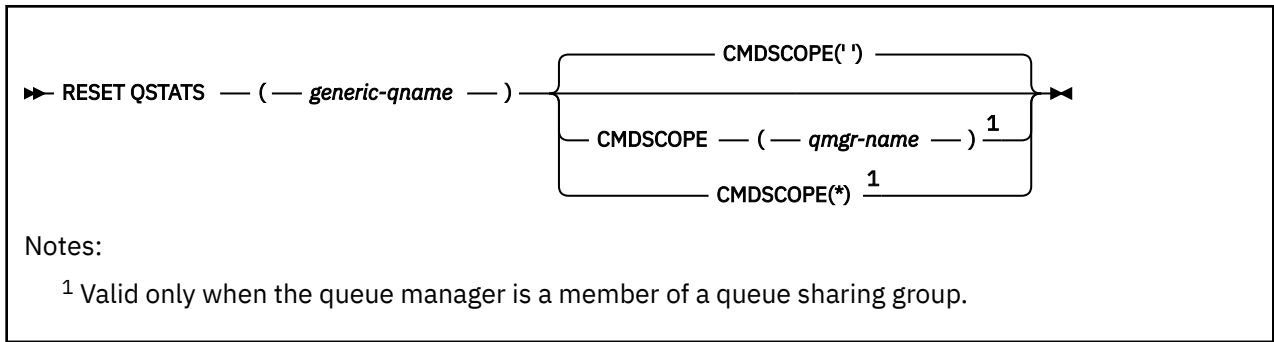 CMDSCOPE(' ')
RESET QSTATS ( generic-qname )
CMDSCOPE ( qmgr-name ) 1
CMDSCOPE(*) 1
Notes:
1 Valid only when the queue manager is a member of a queue sharing group.